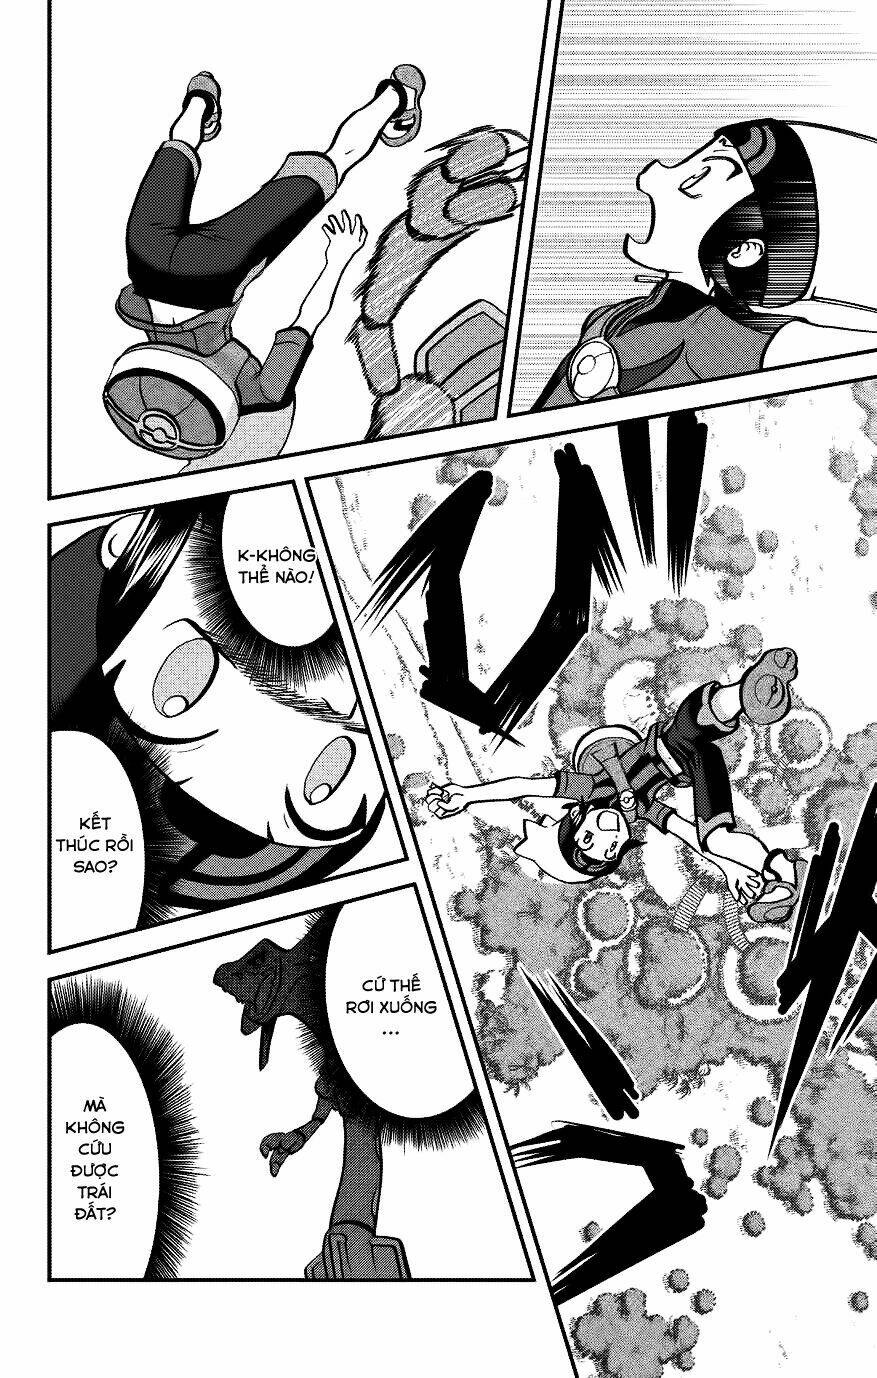 K-KHÔNG
THỂ NÀO!
KẾT
THÚC RỒI
SAO?
CỨ THẾ
RƠI XUỐNG
...
MÀ
KHÔNG
CỨU
ĐƯỢC
TRÁI
ĐẤT?